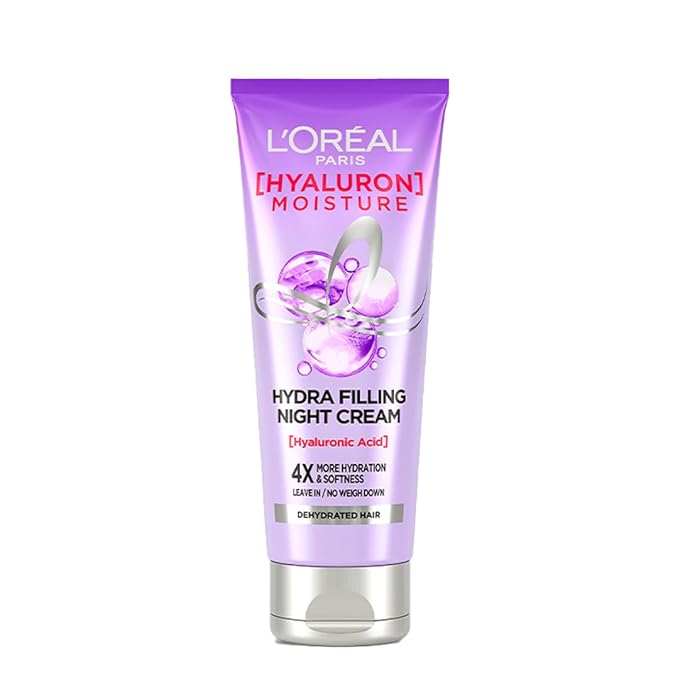 L'ORÉAL
PARIS
[HYALURON]
MOISTURE
HYDRA FILLING
NIGHT CREAM
[Hyaluronic Acid]
4X MORE HYDRATION
& SOFTNESS
LEAVE IN / NO WEIGH DOWN
DEHYDRATED HAIR